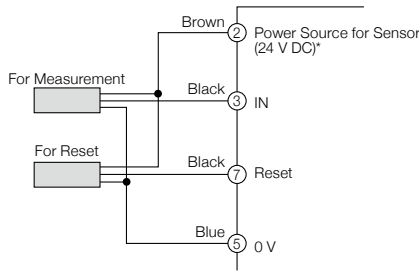 Brown
2
Power Source for Sensor
(24 V DC)*
For Measurement
Black
3
IN
For Reset
Black
7
Reset
Blue
5
0 V